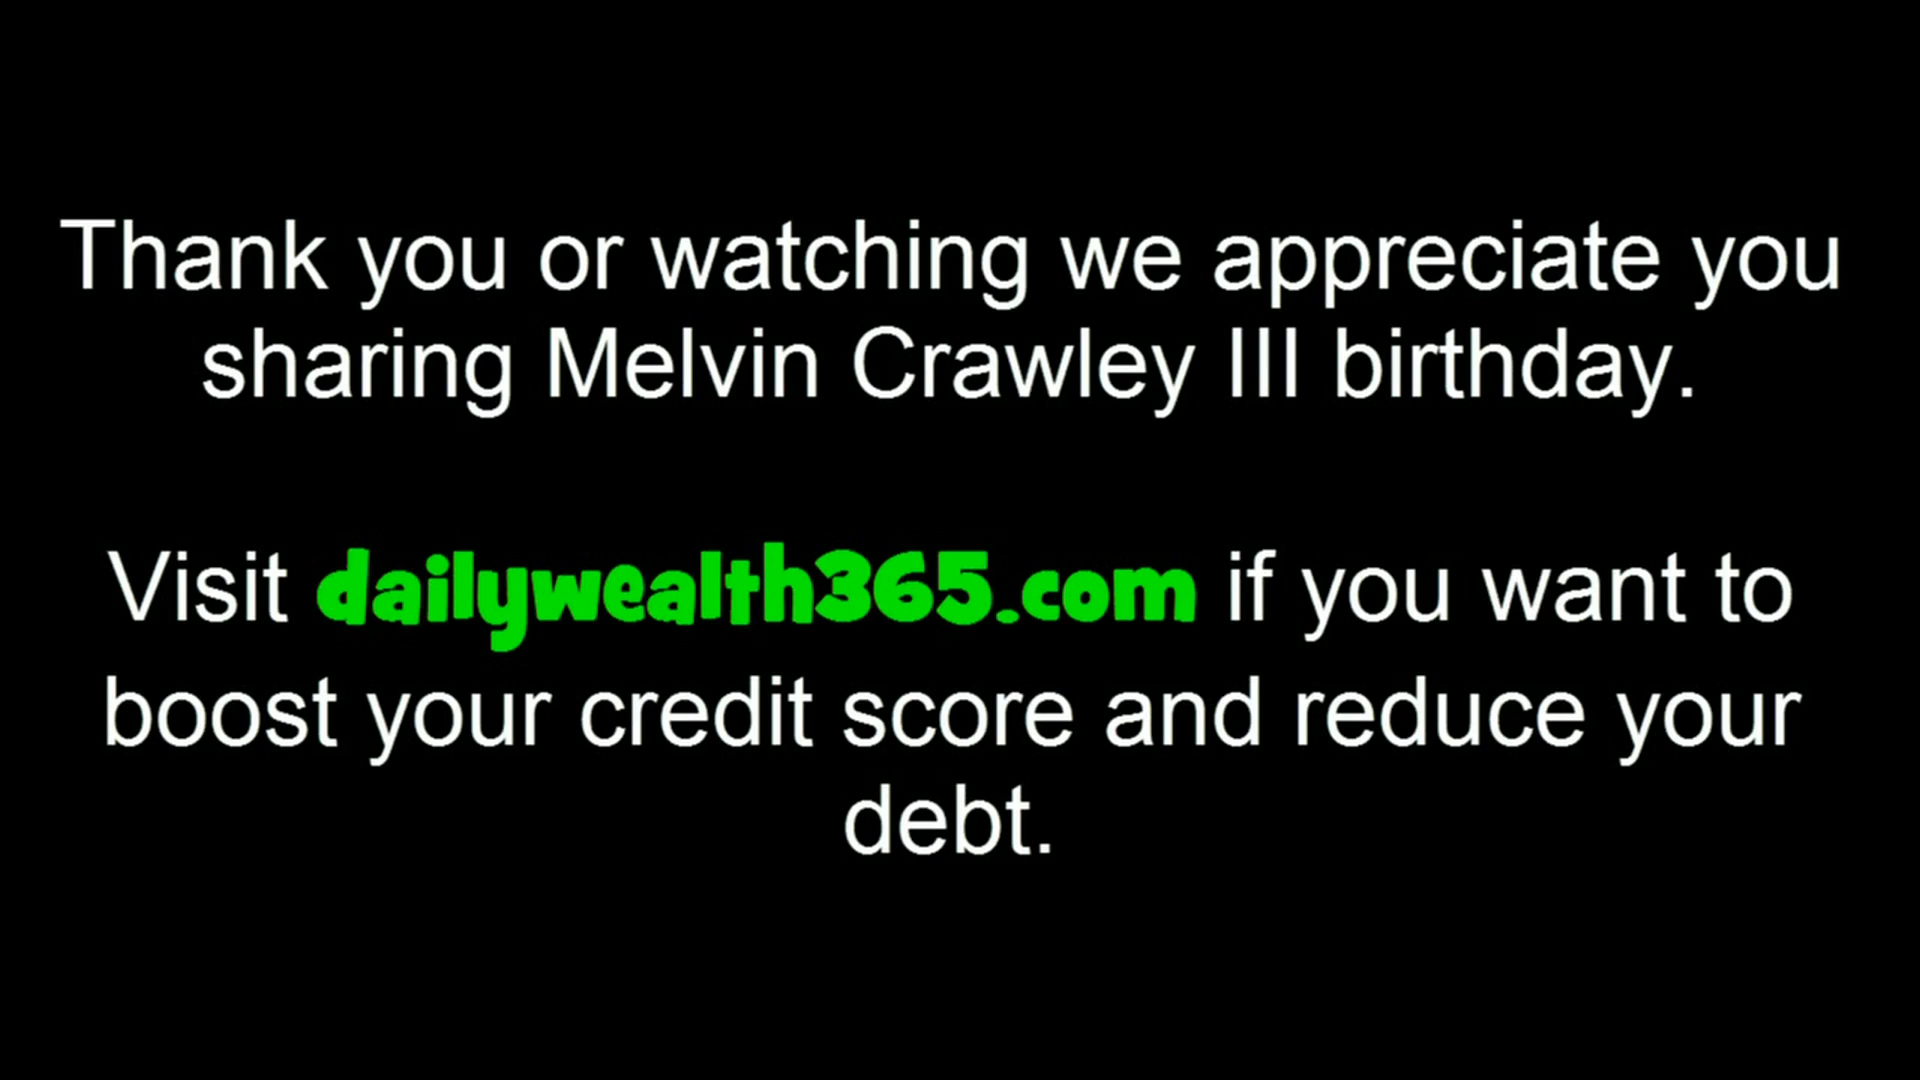 Thank you or watching we appreciate you
sharing Melvin Crawley III birthday.
Visit dailywealth365.com if you want to
boost your credit score and reduce your
debt.